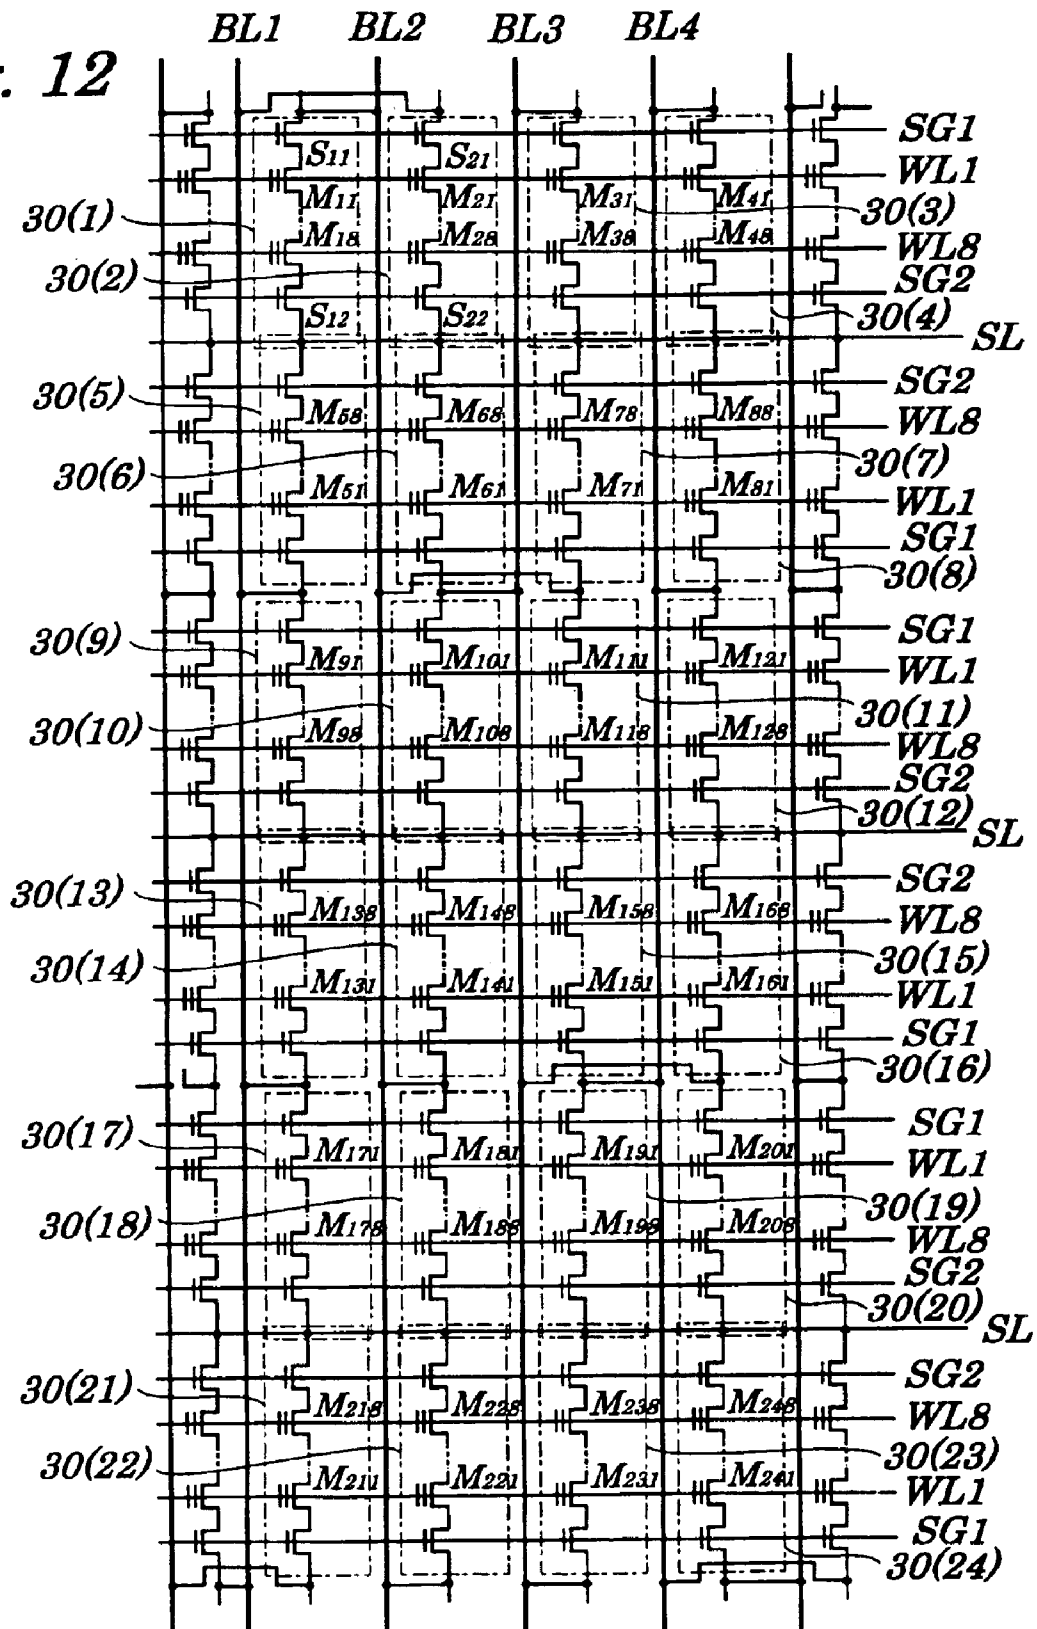 BL1 BL2 BL3 BL4
. 12
SG1
S11 S21
WL1
M11 M21 M31 M41
30(1) 30(3)
M18 M28 M38 M48
WL8
30(2) SG2
S12 S22 30(4)
SL
30(5) SG2
M58 M68 M78 M88
WL8
30(6) 30(7)
M51 M61 M71 M81
WL1
SG1
30(8)
30(9) SG1
M91 M101 M111 M121
WL1
30(11)
30(10) M98 M108 M118 M128
WL8
SG2
30(12)
SL
30(13) SG2
M138 M148 M158 M168
WL8
30(14) 30(15)
M131 M141 M151 M161
WL1
SG1
30(16)
30(17) SG1
M171 M181 M191 M201
WL1
30(19)
30(18) M178 M188 M198 M208
WL8
SG2
30(20)
SL
30(21) SG2
M218 M228 M238 M248
WL8
30(22) 30(23)
M211 M221 M231 M241
WL1
SG1
30(24)